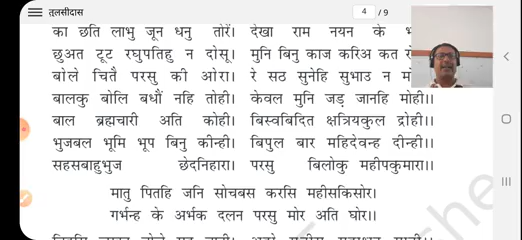 तुलसीदास
4 / 9
का छति लाभु जून धनु तोरें। देखा राम नयन के
छुअत टूट रघुपतिहु न दोसू। मुनि बिनु काज करिअ कत
बोले चितै परसु की ओरा। रे सठ सुनेहि सुभाउ न
बालकु बोलि बधौं नहि तोही। केवल मुनि जड़ जानहि मोही।।
बाल ब्रह्मचारी अति कोही। बिस्वबिदित क्षत्रियकुल द्रोही।।
भुजबल भूमि भूप बिनु कीन्ही। बिपुल बार महिदेवन्ह दीन्ही।।
सहसबाहुभुज छेदनिहारा। परसु बिलोकु महीपकुमारा।।
मातु पितहि जनि सोचबस करसि महीसकिसोर।
गर्भन्ह के अर्भक दलन परसु मोर अति घोर।।